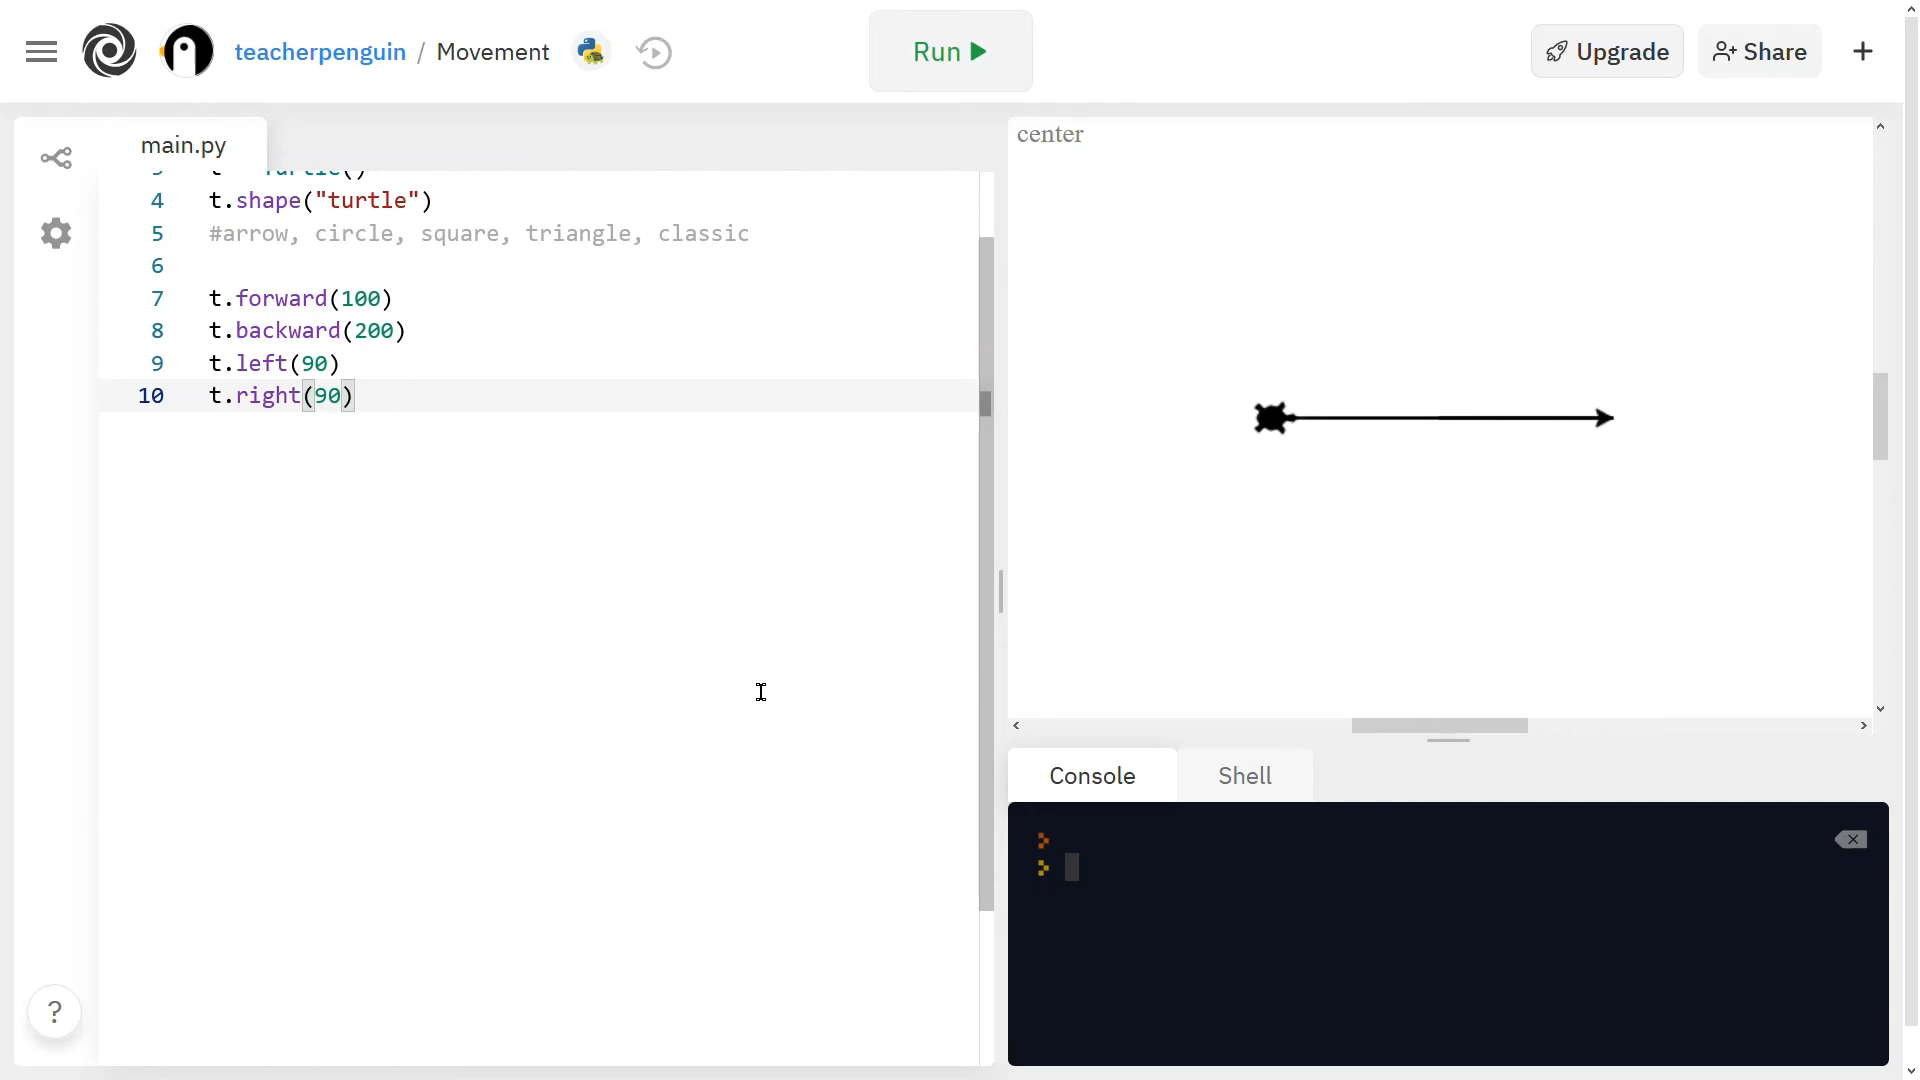 teacherpenguin / Movement
Run
Upgrade
Share
main.py
4 t.shape("turtle")
5 #arrow, circle, square, triangle, classic
6
7 t.forward(100)
8 t.backward(200)
9 t.left(90)
10 t.right(90)
?
center
Console
Shell